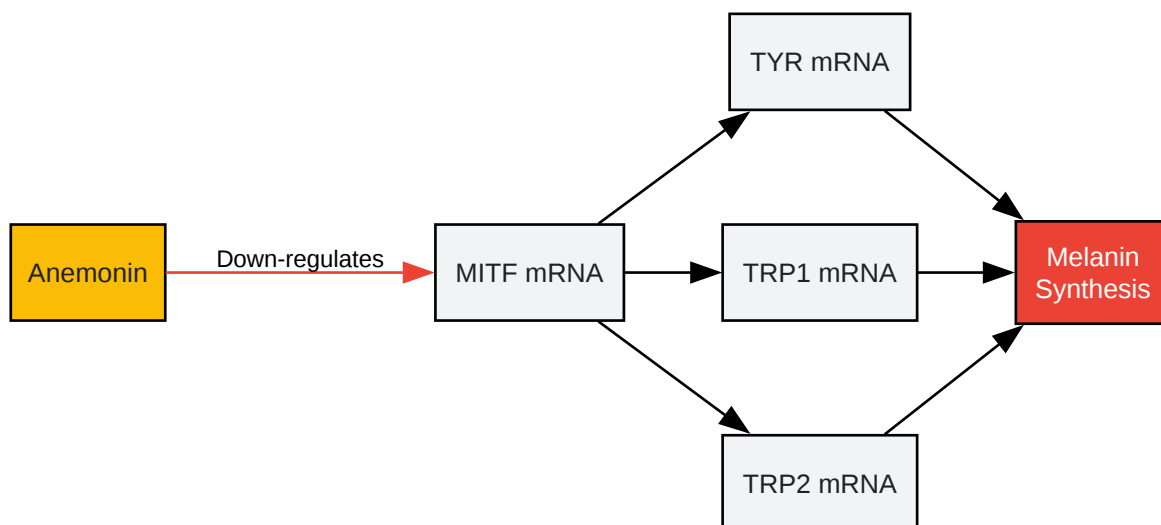 TYR mRNA
Anemonin
Down-regulates
MITF mRNA
TRP1 mRNA
Melanin
Synthesis
TRP2 mRNA